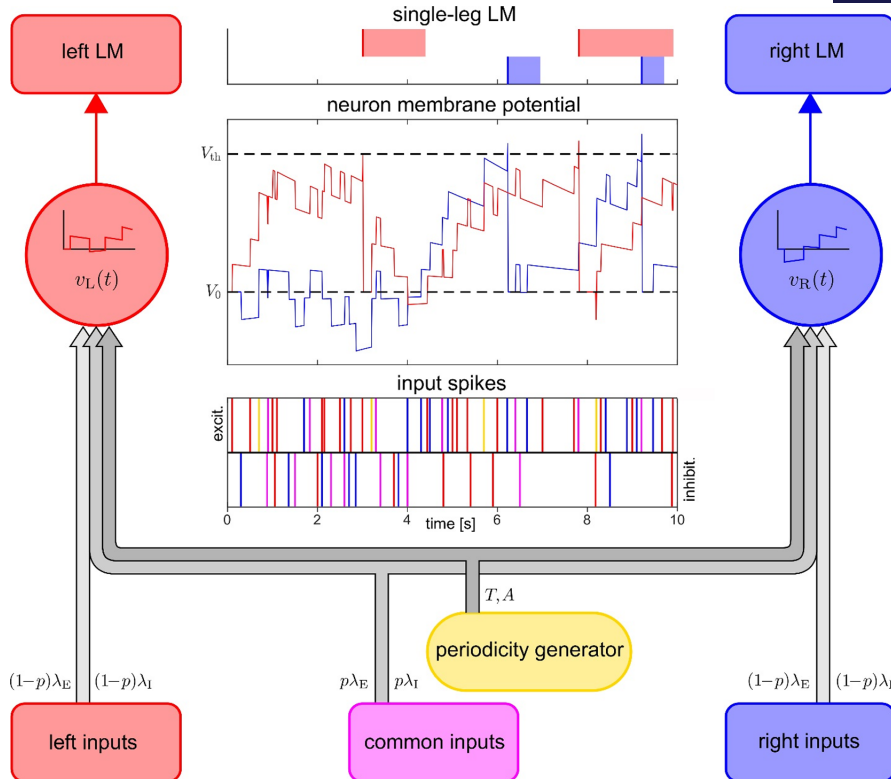 single-leg LM
left LM
right LM
neuron membrane potential
V_th
V_0
v_L(t)
v_R(t)
input spikes
excit.
inhibit.
0 2 4 6 8 10
time [s]
T, A
periodicity generator
(1−p)λ_E (1−p)λ_I
pλ_E pλ_I
(1−p)λ_E (1−p)λ_I
left inputs
common inputs
right inputs